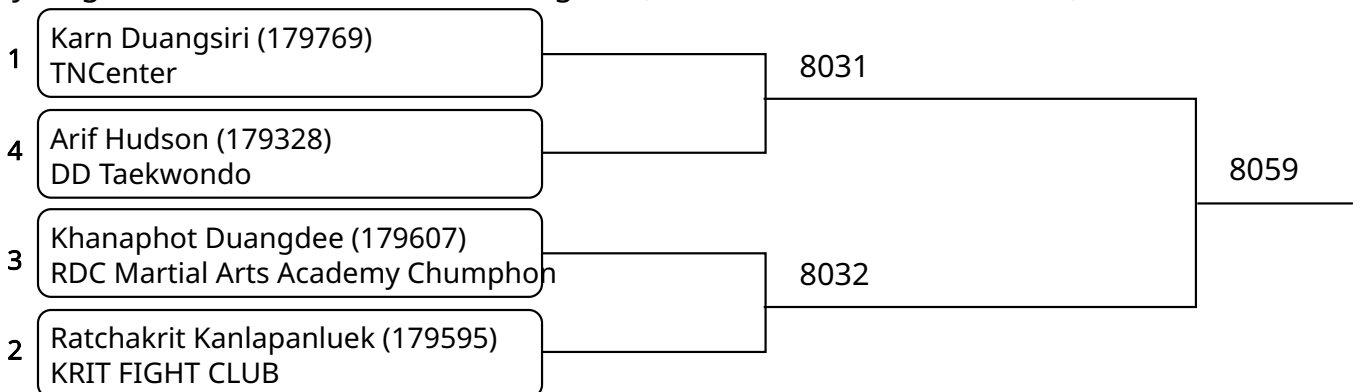 1
Karn Duangsiri (179769)
TNCenter
8031
4
Arif Hudson (179328)
DD Taekwondo
8059
3
Khanaphot Duangdee (179607)
RDC Martial Arts Academy Chumphon
8032
2
Ratchakrit Kanlapanluek (179595)
KRIT FIGHT CLUB